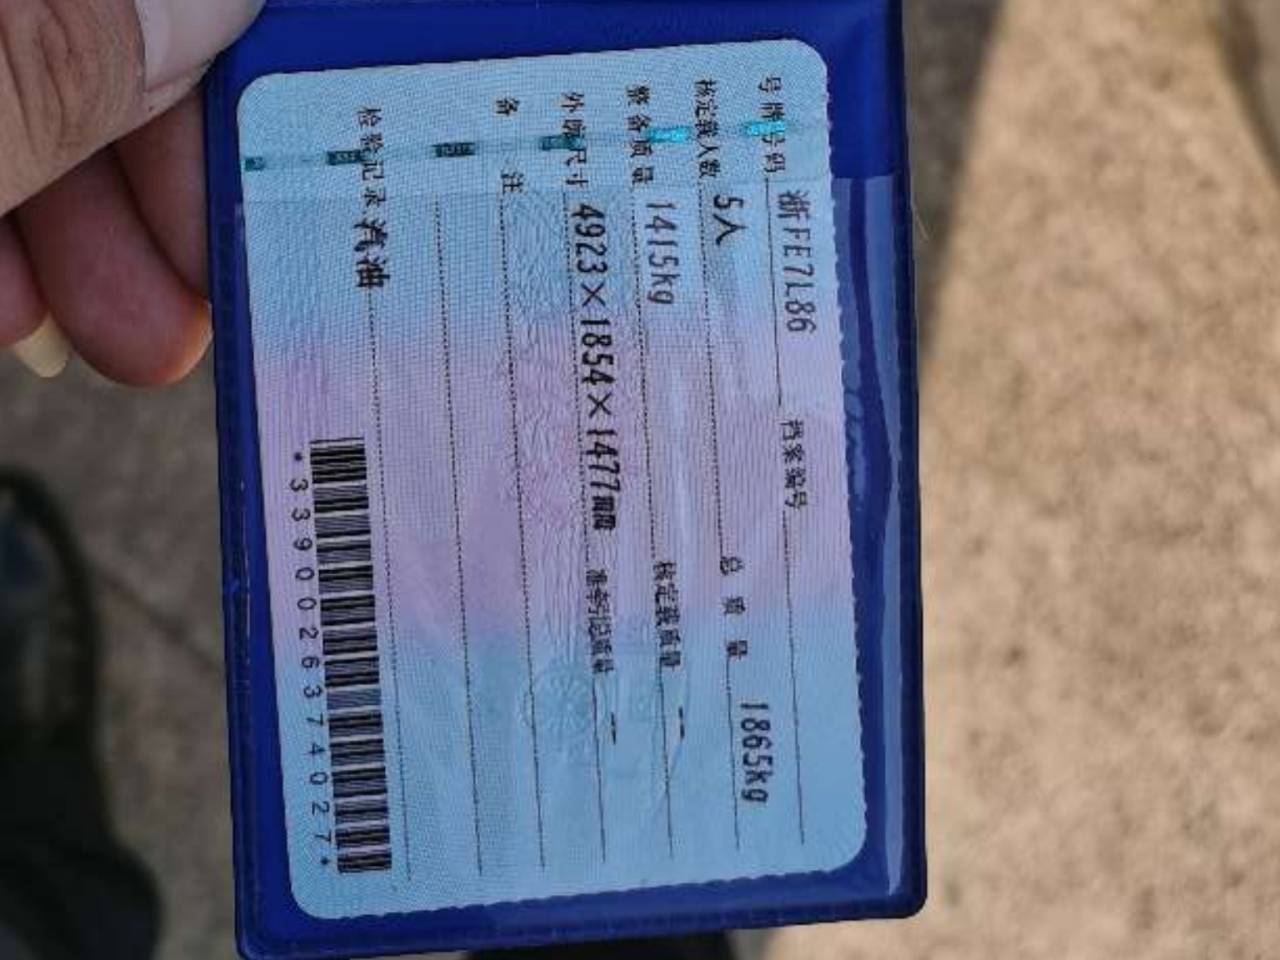 号牌号码 浙FE7L86 档案编号
核定载人数 5人 总质量 1865kg
整备质量 1415kg 核定载质量 --
外廓尺寸 4923×1854×1477mm 准牵引总质量 --
备注
检验记录 汽油
*3390026374027*